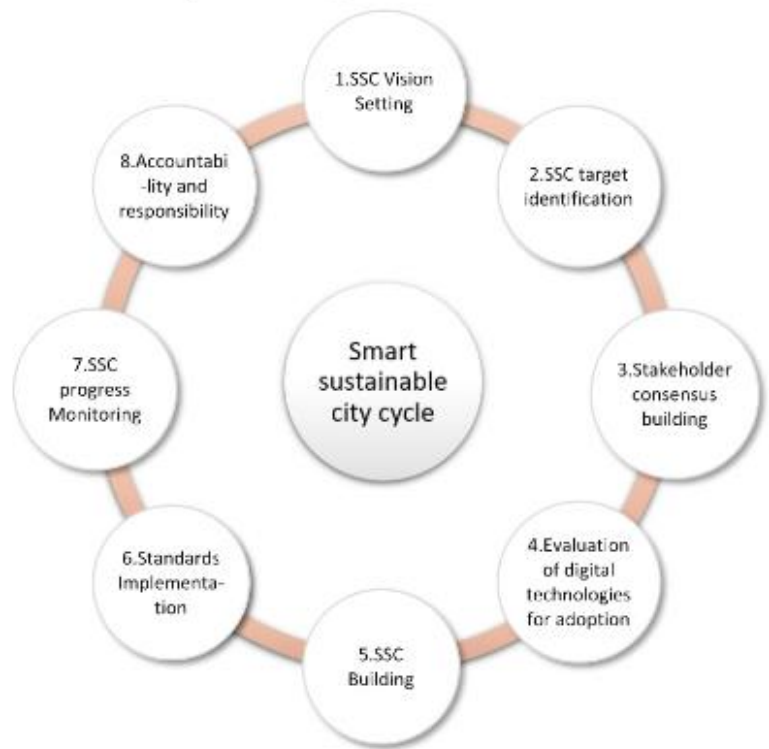 1.SSC Vision
Setting
2.SSC target
identification
3.Stakeholder
consensus
building
4.Evaluation
of digital
technologies
for adoption
5.SSC
Building
6.Standards
Implementa-
tion
7.SSC
progress
Monitoring
8.Accountabi
-lity and
responsibility
Smart
sustainable
city cycle